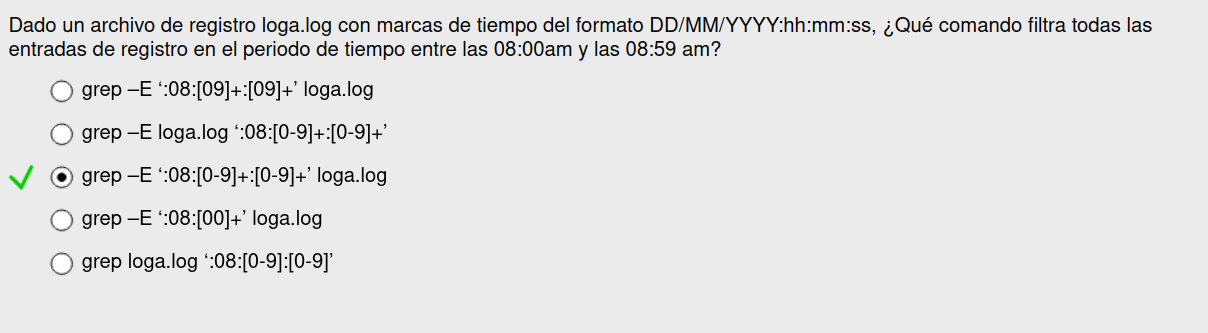 Dado un archivo de registro loga.log con marcas de tiempo del formato DD/MM/YYYY:hh:mm:ss, ¿Qué comando filtra todas las
entradas de registro en el periodo de tiempo entre las 08:00am y las 08:59 am?
grep –E ‘:08:[09]+:[09]+’ loga.log
grep –E loga.log ‘:08:[0-9]+:[0-9]+’
grep –E ‘:08:[0-9]+:[0-9]+’ loga.log
grep –E ‘:08:[00]+’ loga.log
grep loga.log ‘:08:[0-9]:[0-9]’